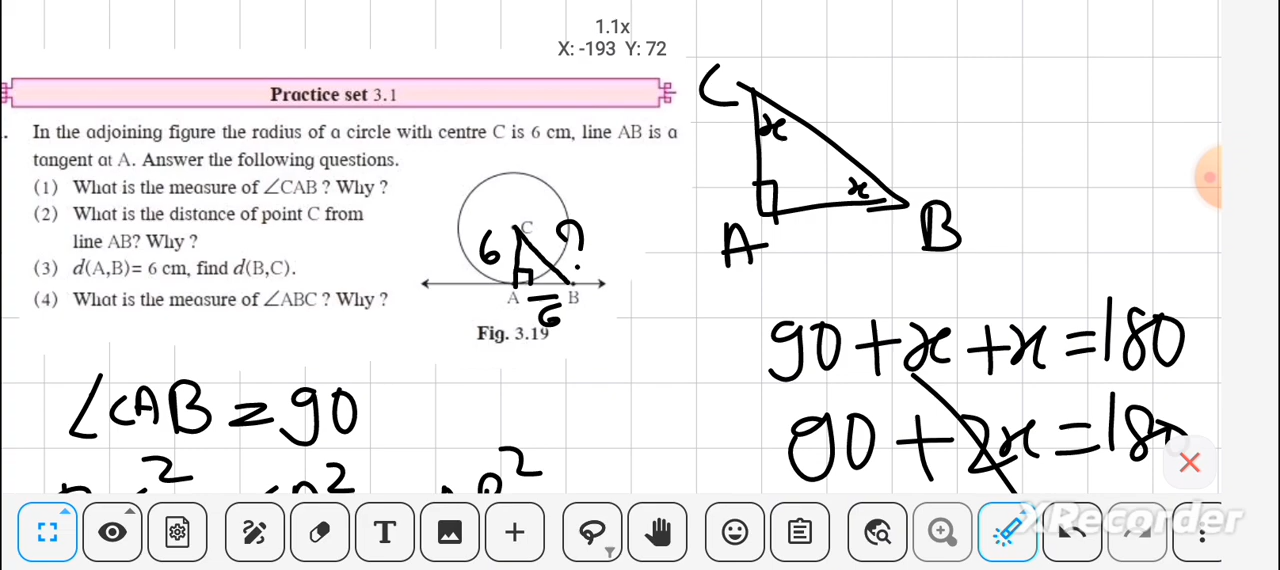 1.1x
X: -193 Y: 72
Practice set 3.1
. In the adjoining figure the radius of a circle with centre C is 6 cm, line AB is a
tangent at A. Answer the following questions.
(1) What is the measure of ∠CAB ? Why ?
(2) What is the distance of point C from
line AB? Why ?
(3) d(A,B)= 6 cm, find d(B,C).
(4) What is the measure of ∠ABC ? Why ?
C
6
?
A
B
6
Fig. 3.19
C
x
x
A
B
90+x+x=180
90+2x=180
∠CAB = 90
XRecorder